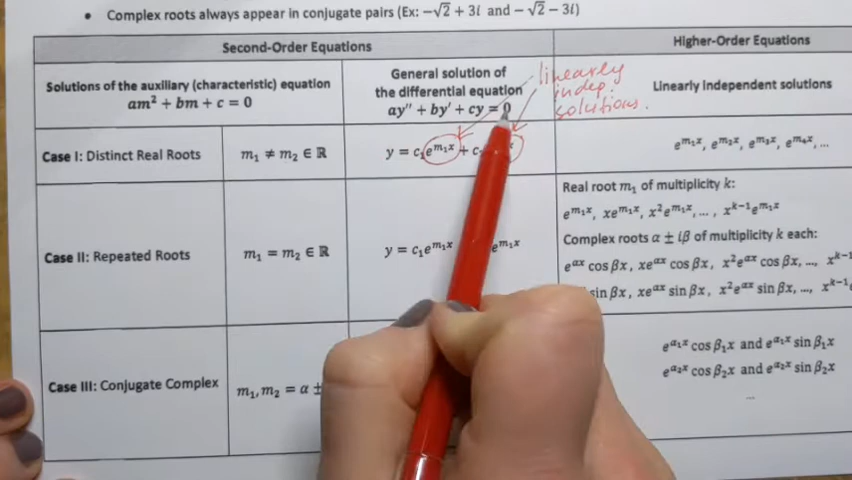 • Complex roots always appear in conjugate pairs (Ex: −√2 + 3i and − √2 − 3i)
Second-Order Equations
Higher-Order Equations
Solutions of the auxiliary (characteristic) equation
am² + bm + c = 0
General solution of
the differential equation
ay'' + by' + cy = 0
linearly
indep.
solutions.
Linearly independent solutions
Case I: Distinct Real Roots
m₁ ≠ m₂ ∈ ℝ
y = c₁e^{m₁x} + c
e^{m₁x}, e^{m₂x}, e^{m₃x}, e^{m₄x}, ...
Case II: Repeated Roots
m₁ = m₂ ∈ ℝ
y = c₁e^{m₁x}
e^{m₁x}
Real root m₁ of multiplicity k:
e^{m₁x}, xe^{m₁x}, x²e^{m₁x}, ... , x^{k−1}e^{m₁x}
Complex roots α ± iβ of multiplicity k each:
e^{αx} cos βx, xe^{αx} cos βx, x²e^{αx} cos βx, ..., x^{k−1}
sin βx, xe^{αx} sin βx, x²e^{αx} sin βx, ..., x^{k−1}
Case III: Conjugate Complex
m₁, m₂ = α ±
e^{α₁x} cos β₁x and e^{α₁x} sin β₁x
e^{α₂x} cos β₂x and e^{α₂x} sin β₂x
...